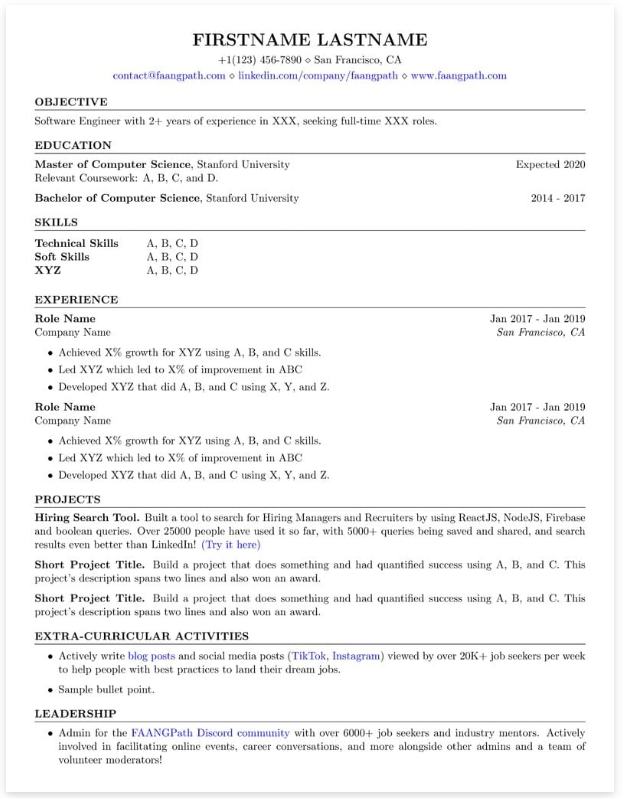 FIRSTNAME LASTNAME
+1(123) 456-7890 ⋄ San Francisco, CA
contact@faangpath.com ⋄ linkedin.com/company/faangpath ⋄ www.faangpath.com
OBJECTIVE
Software Engineer with 2+ years of experience in XXX, seeking full-time XXX roles.
EDUCATION
Master of Computer Science, Stanford University Expected 2020
Relevant Coursework: A, B, C, and D.
Bachelor of Computer Science, Stanford University 2014 - 2017
SKILLS
Technical Skills A, B, C, D
Soft Skills A, B, C, D
XYZ A, B, C, D
EXPERIENCE
Role Name Jan 2017 - Jan 2019
Company Name San Francisco, CA
• Achieved X% growth for XYZ using A, B, and C skills.
• Led XYZ which led to X% of improvement in ABC
• Developed XYZ that did A, B, and C using X, Y, and Z.
Role Name Jan 2017 - Jan 2019
Company Name San Francisco, CA
• Achieved X% growth for XYZ using A, B, and C skills.
• Led XYZ which led to X% of improvement in ABC
• Developed XYZ that did A, B, and C using X, Y, and Z.
PROJECTS
Hiring Search Tool. Built a tool to search for Hiring Managers and Recruiters by using ReactJS, NodeJS, Firebase
and boolean queries. Over 25000 people have used it so far, with 5000+ queries being saved and shared, and search
results even better than LinkedIn! (Try it here)
Short Project Title. Build a project that does something and had quantified success using A, B, and C. This
project's description spans two lines and also won an award.
Short Project Title. Build a project that does something and had quantified success using A, B, and C. This
project's description spans two lines and also won an award.
EXTRA-CURRICULAR ACTIVITIES
• Actively write blog posts and social media posts (TikTok, Instagram) viewed by over 20K+ job seekers per week
to help people with best practices to land their dream jobs.
• Sample bullet point.
LEADERSHIP
• Admin for the FAANGPath Discord community with over 6000+ job seekers and industry mentors. Actively
involved in facilitating online events, career conversations, and more alongside other admins and a team of
volunteer moderators!